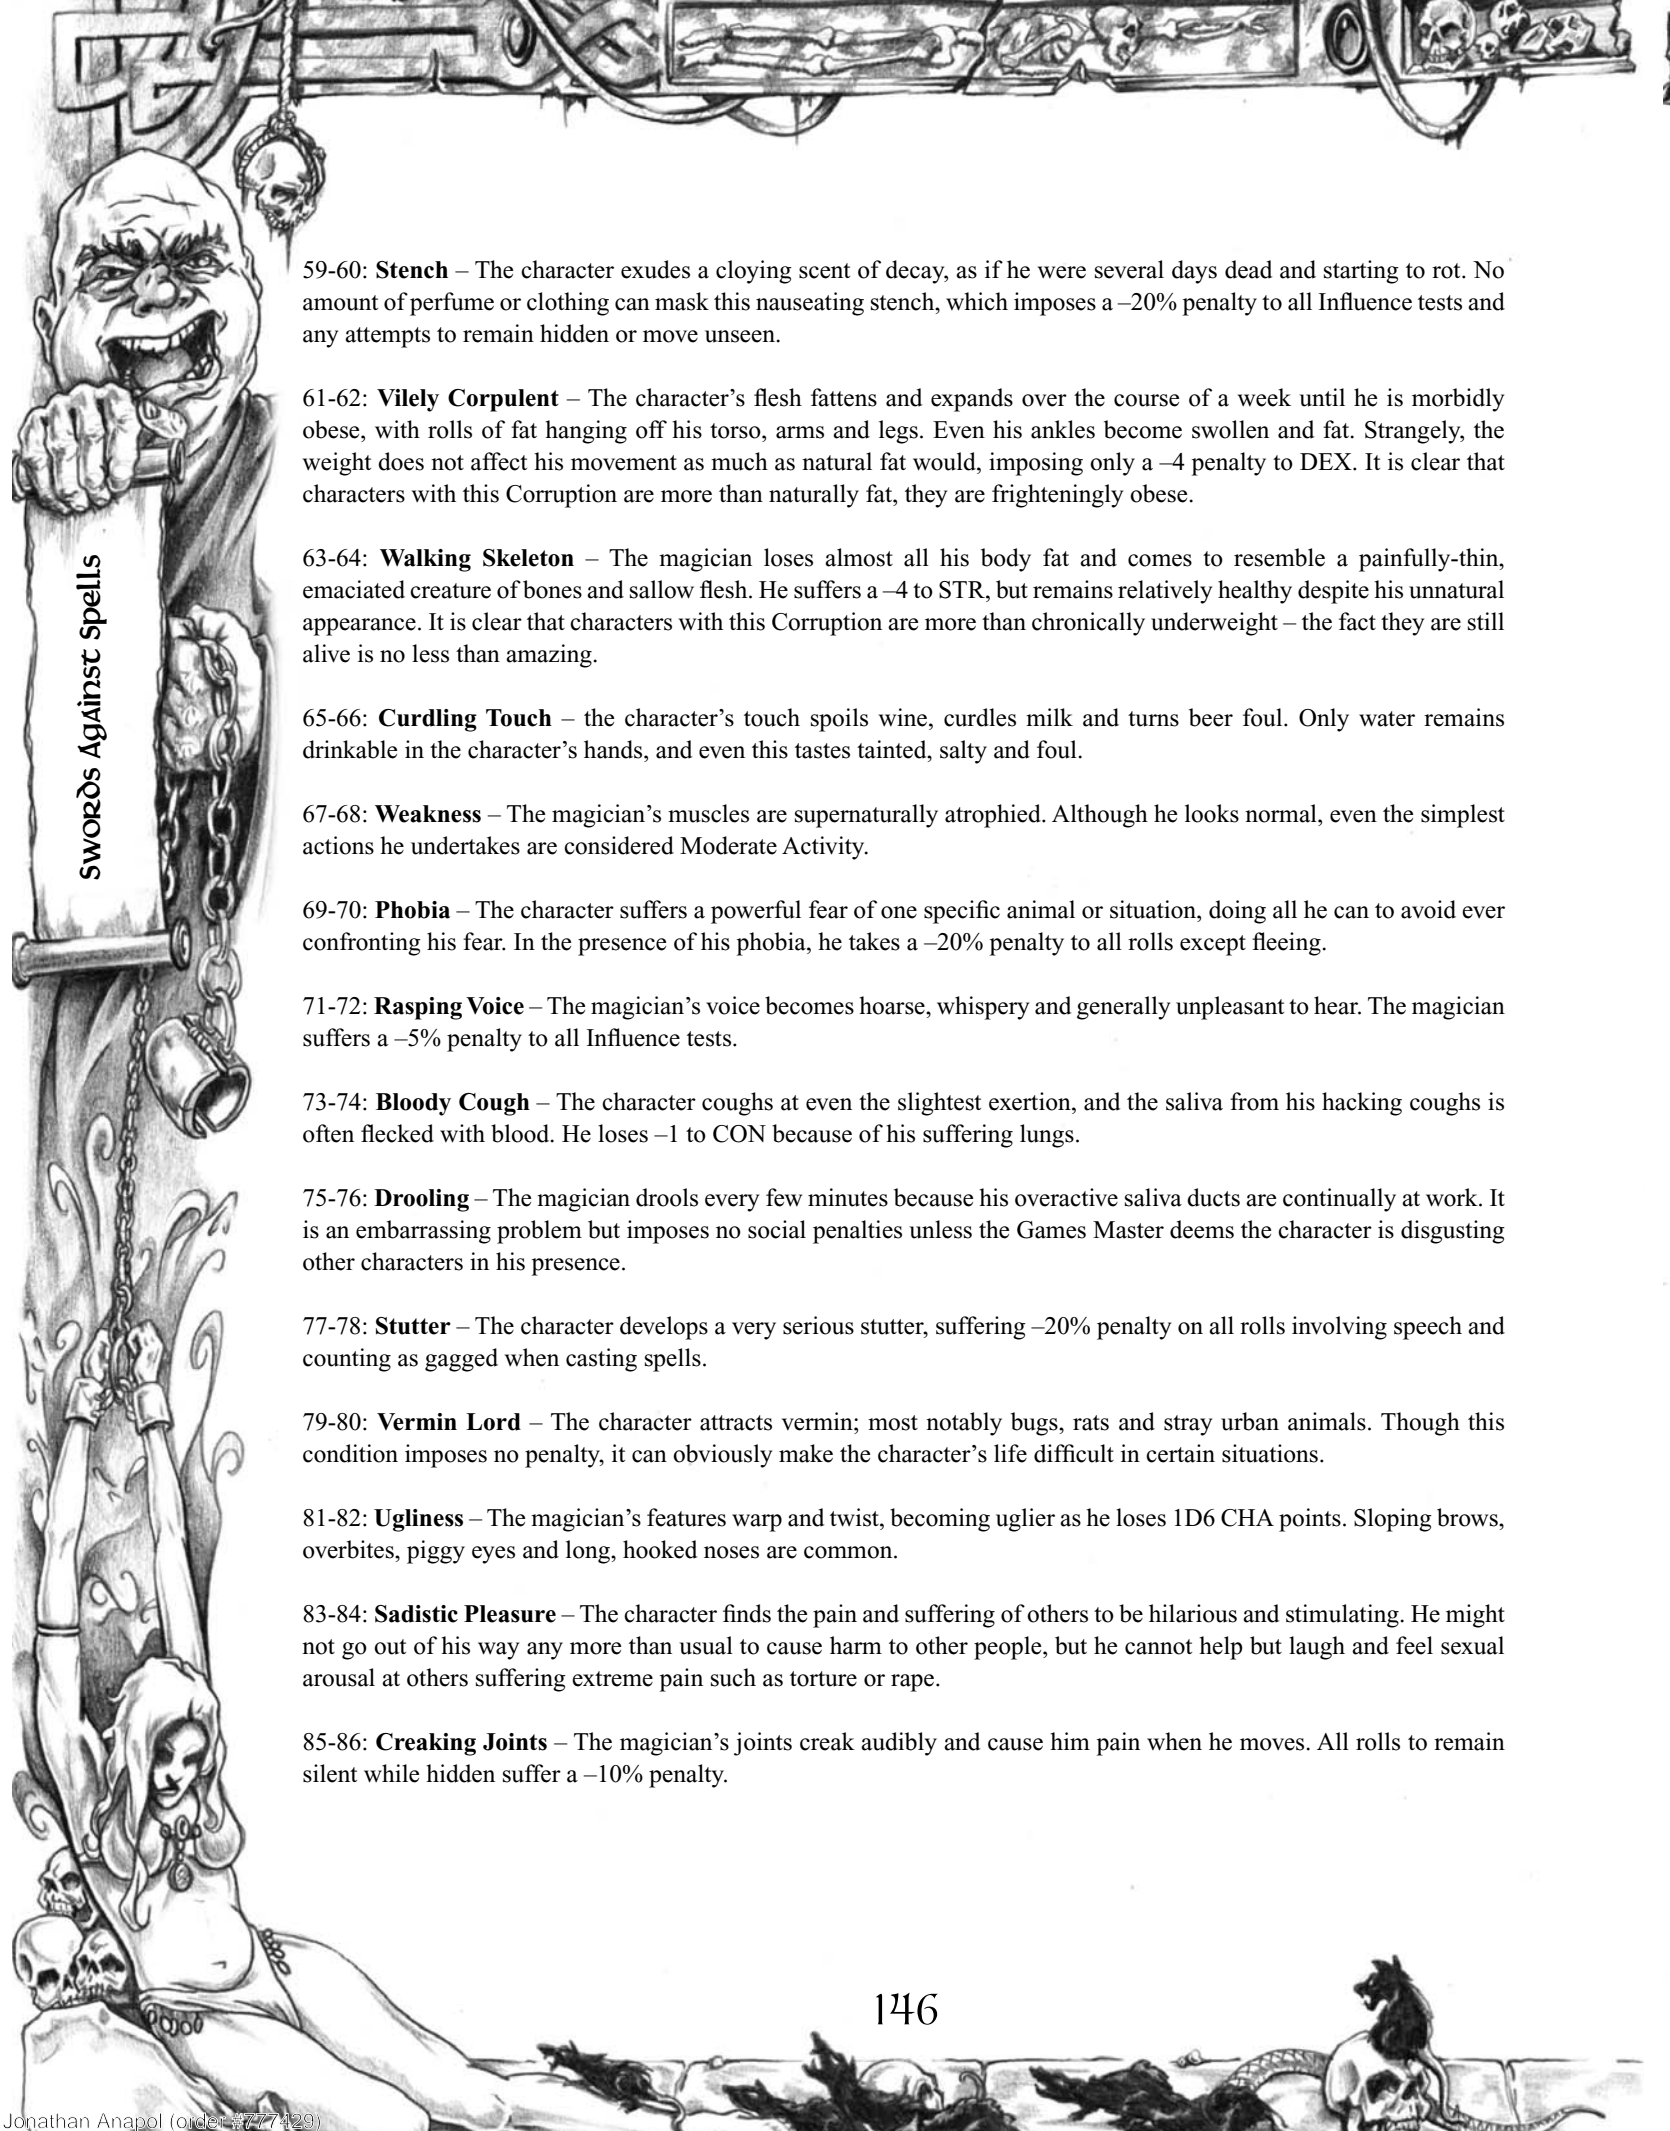 Swords Against Spells
59-60: Stench – The character exudes a cloying scent of decay, as if he were several days dead and starting to rot. No
amount of perfume or clothing can mask this nauseating stench, which imposes a –20% penalty to all Influence tests and
any attempts to remain hidden or move unseen.
61-62: Vilely Corpulent – The character’s flesh fattens and expands over the course of a week until he is morbidly
obese, with rolls of fat hanging off his torso, arms and legs. Even his ankles become swollen and fat. Strangely, the
weight does not affect his movement as much as natural fat would, imposing only a –4 penalty to DEX. It is clear that
characters with this Corruption are more than naturally fat, they are frighteningly obese.
63-64: Walking Skeleton – The magician loses almost all his body fat and comes to resemble a painfully-thin,
emaciated creature of bones and sallow flesh. He suffers a –4 to STR, but remains relatively healthy despite his unnatural
appearance. It is clear that characters with this Corruption are more than chronically underweight – the fact they are still
alive is no less than amazing.
65-66: Curdling Touch – the character’s touch spoils wine, curdles milk and turns beer foul. Only water remains
drinkable in the character’s hands, and even this tastes tainted, salty and foul.
67-68: Weakness – The magician’s muscles are supernaturally atrophied. Although he looks normal, even the simplest
actions he undertakes are considered Moderate Activity.
69-70: Phobia – The character suffers a powerful fear of one specific animal or situation, doing all he can to avoid ever
confronting his fear. In the presence of his phobia, he takes a –20% penalty to all rolls except fleeing.
71-72: Rasping Voice – The magician’s voice becomes hoarse, whispery and generally unpleasant to hear. The magician
suffers a –5% penalty to all Influence tests.
73-74: Bloody Cough – The character coughs at even the slightest exertion, and the saliva from his hacking coughs is
often flecked with blood. He loses –1 to CON because of his suffering lungs.
75-76: Drooling – The magician drools every few minutes because his overactive saliva ducts are continually at work. It
is an embarrassing problem but imposes no social penalties unless the Games Master deems the character is disgusting
other characters in his presence.
77-78: Stutter – The character develops a very serious stutter, suffering –20% penalty on all rolls involving speech and
counting as gagged when casting spells.
79-80: Vermin Lord – The character attracts vermin; most notably bugs, rats and stray urban animals. Though this
condition imposes no penalty, it can obviously make the character’s life difficult in certain situations.
81-82: Ugliness – The magician’s features warp and twist, becoming uglier as he loses 1D6 CHA points. Sloping brows,
overbites, piggy eyes and long, hooked noses are common.
83-84: Sadistic Pleasure – The character finds the pain and suffering of others to be hilarious and stimulating. He might
not go out of his way any more than usual to cause harm to other people, but he cannot help but laugh and feel sexual
arousal at others suffering extreme pain such as torture or rape.
85-86: Creaking Joints – The magician’s joints creak audibly and cause him pain when he moves. All rolls to remain
silent while hidden suffer a –10% penalty.
146
Jonathan Anapol (order #777429)